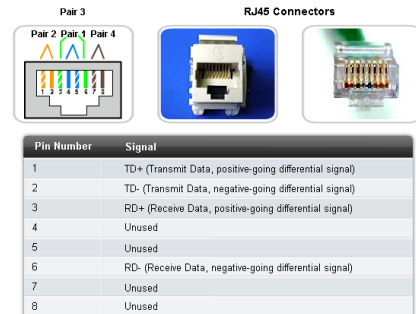 Pair 3
RJ45 Connectors
Pair 2 Pair 1 Pair 4
1 2 3 4 5 6 7 8
Pin Number Signal
1 TD+ (Transmit Data, positive-going differential signal)
2 TD- (Transmit Data, negative-going differential signal)
3 RD+ (Receive Data, positive-going differential signal)
4 Unused
5 Unused
6 RD- (Receive Data, negative-going differential signal)
7 Unused
8 Unused